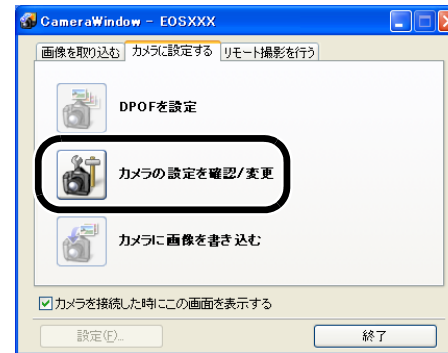 CameraWindow - EOSXXX
画像を取り込む カメラに設定する リモート撮影を行う
DPOFを設定
カメラの設定を確認/変更
カメラに画像を書き込む
カメラを接続した時にこの画面を表示する
設定(F)... 終了